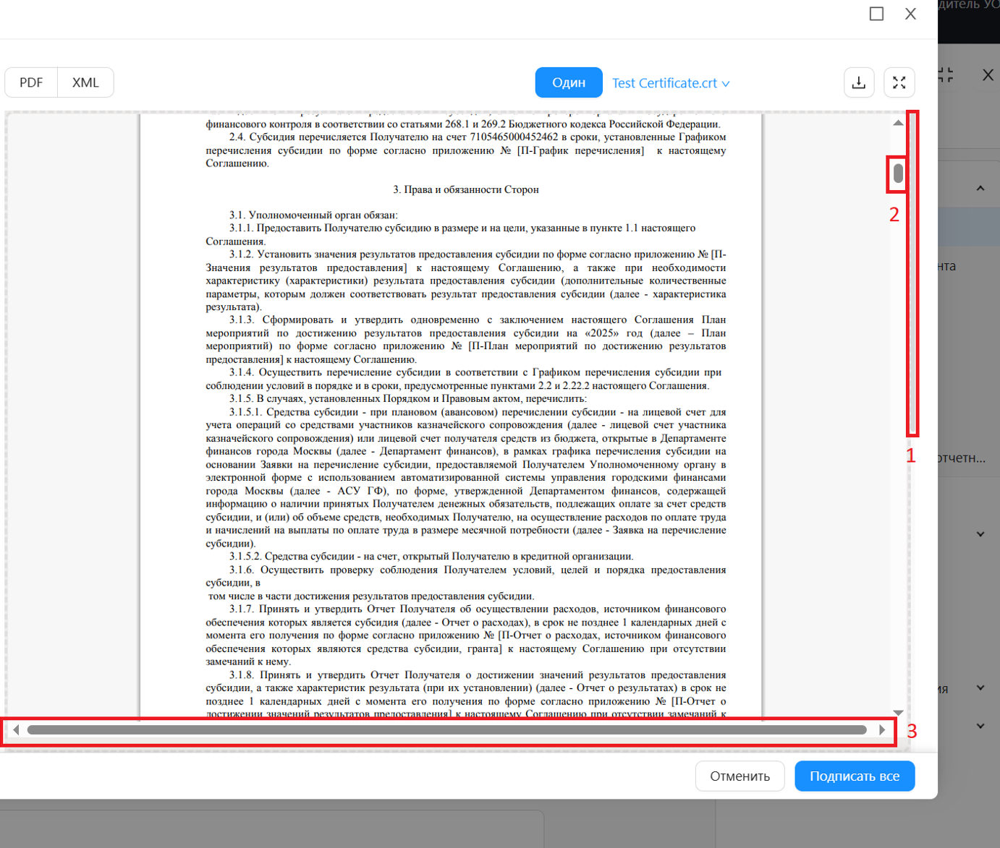 дитель УО
PDF
XML
Один
Test Certificate.crt
финансового контроля в соответствии со статьями 268.1 и 269.2 Бюджетного кодекса Российской Федерации.
2.4. Субсидия перечисляется Получателю на счет 7105465000452462 в сроки, установленные Графиком
перечисления субсидии по форме согласно приложению № [П-График перечисления] к настоящему
Соглашению.
3. Права и обязанности Сторон
3.1. Уполномоченный орган обязан:
3.1.1. Предоставить Получателю субсидию в размере и на цели, указанные в пункте 1.1 настоящего
Соглашения.
3.1.2. Установить значения результатов предоставления субсидии по форме согласно приложению № [П-
Значения результатов предоставления] к настоящему Соглашению, а также при необходимости
характеристику (характеристики) результата предоставления субсидии (дополнительные количественные
параметры, которым должен соответствовать результат предоставления субсидии (далее - характеристика
результата).
3.1.3. Сформировать и утвердить одновременно с заключением настоящего Соглашения План
мероприятий по достижению результатов предоставления субсидии на «2025» год (далее – План
мероприятий) по форме согласно приложению № [П-План мероприятий по достижению результатов
предоставления] к настоящему Соглашению.
3.1.4. Осуществить перечисление субсидии в соответствии с Графиком перечисления субсидии при
соблюдении условий в порядке и в сроки, предусмотренные пунктами 2.2 и 2.22.2 настоящего Соглашения.
3.1.5. В случаях, установленных Порядком и Правовым актом, перечислить:
3.1.5.1. Средства субсидии - при плановом (авансовом) перечислении субсидии - на лицевой счет для
учета операций со средствами участников казначейского сопровождения (далее - лицевой счет участника
казначейского сопровождения) или лицевой счет получателя средств из бюджета, открытые в Департаменте
финансов города Москвы (далее - Департамент финансов), в рамках графика перечисления субсидии на
основании Заявки на перечисление субсидии, предоставляемой Получателем Уполномоченному органу в
электронной форме с использованием автоматизированной системы управления городскими финансами
города Москвы (далее - АСУ ГФ), по форме, утвержденной Департаментом финансов, содержащей
информацию о наличии принятых Получателем денежных обязательств, подлежащих оплате за счет средств
субсидии, и (или) об объеме средств, необходимых Получателю, на осуществление расходов по оплате труда
и начислений на выплаты по оплате труда в размере месячной потребности (далее - Заявка на перечисление
субсидии).
3.1.5.2. Средства субсидии - на счет, открытый Получателю в кредитной организации.
3.1.6. Осуществить проверку соблюдения Получателем условий, целей и порядка предоставления
субсидии, в
том числе в части достижения результатов предоставления субсидии.
3.1.7. Принять и утвердить Отчет Получателя об осуществлении расходов, источником финансового
обеспечения которых является субсидия (далее - Отчет о расходах), в срок не позднее 1 календарных дней с
момента его получения по форме согласно приложению № [П-Отчет о расходах, источником финансового
обеспечения которых являются средства субсидии, гранта] к настоящему Соглашению при отсутствии
замечаний к нему.
3.1.8. Принять и утвердить Отчет Получателя о достижении значений результатов предоставления
субсидии, а также характеристик результата (при их установлении) (далее - Отчет о результатах) в срок не
позднее 1 календарных дней с момента его получения по форме согласно приложению № [П-Отчет о
достижении значений результатов предоставления] к настоящему Соглашению при отсутствии замечаний к
2
нта
1
отчетн...
ия
3
Отменить
Подписать все